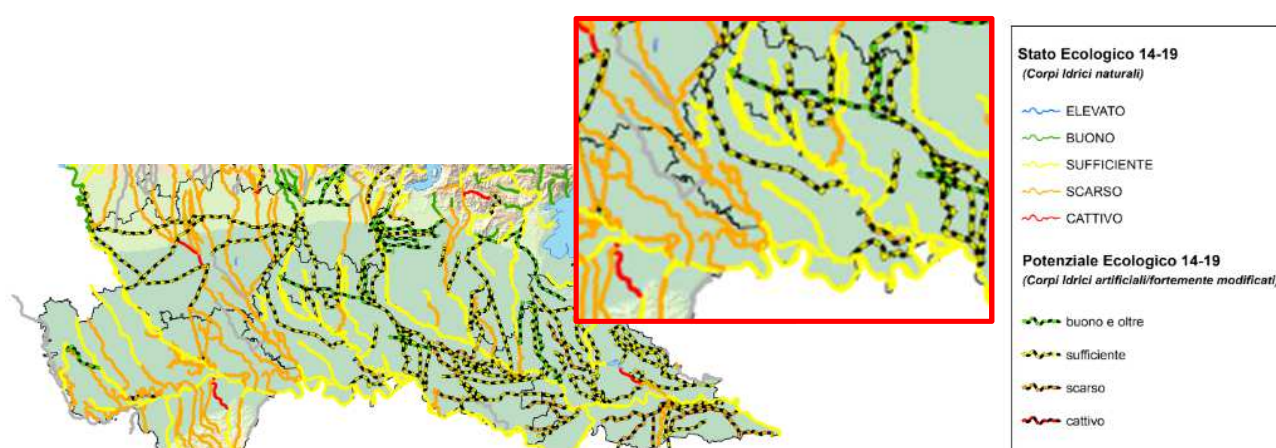 Stato Ecologico 14-19
(Corpi Idrici naturali)
ELEVATO
BUONO
SUFFICIENTE
SCARSO
CATTIVO
Potenziale Ecologico 14-19
(Corpi Idrici artificiali/fortemente modificati)
buono e oltre
sufficiente
scarso
cattivo